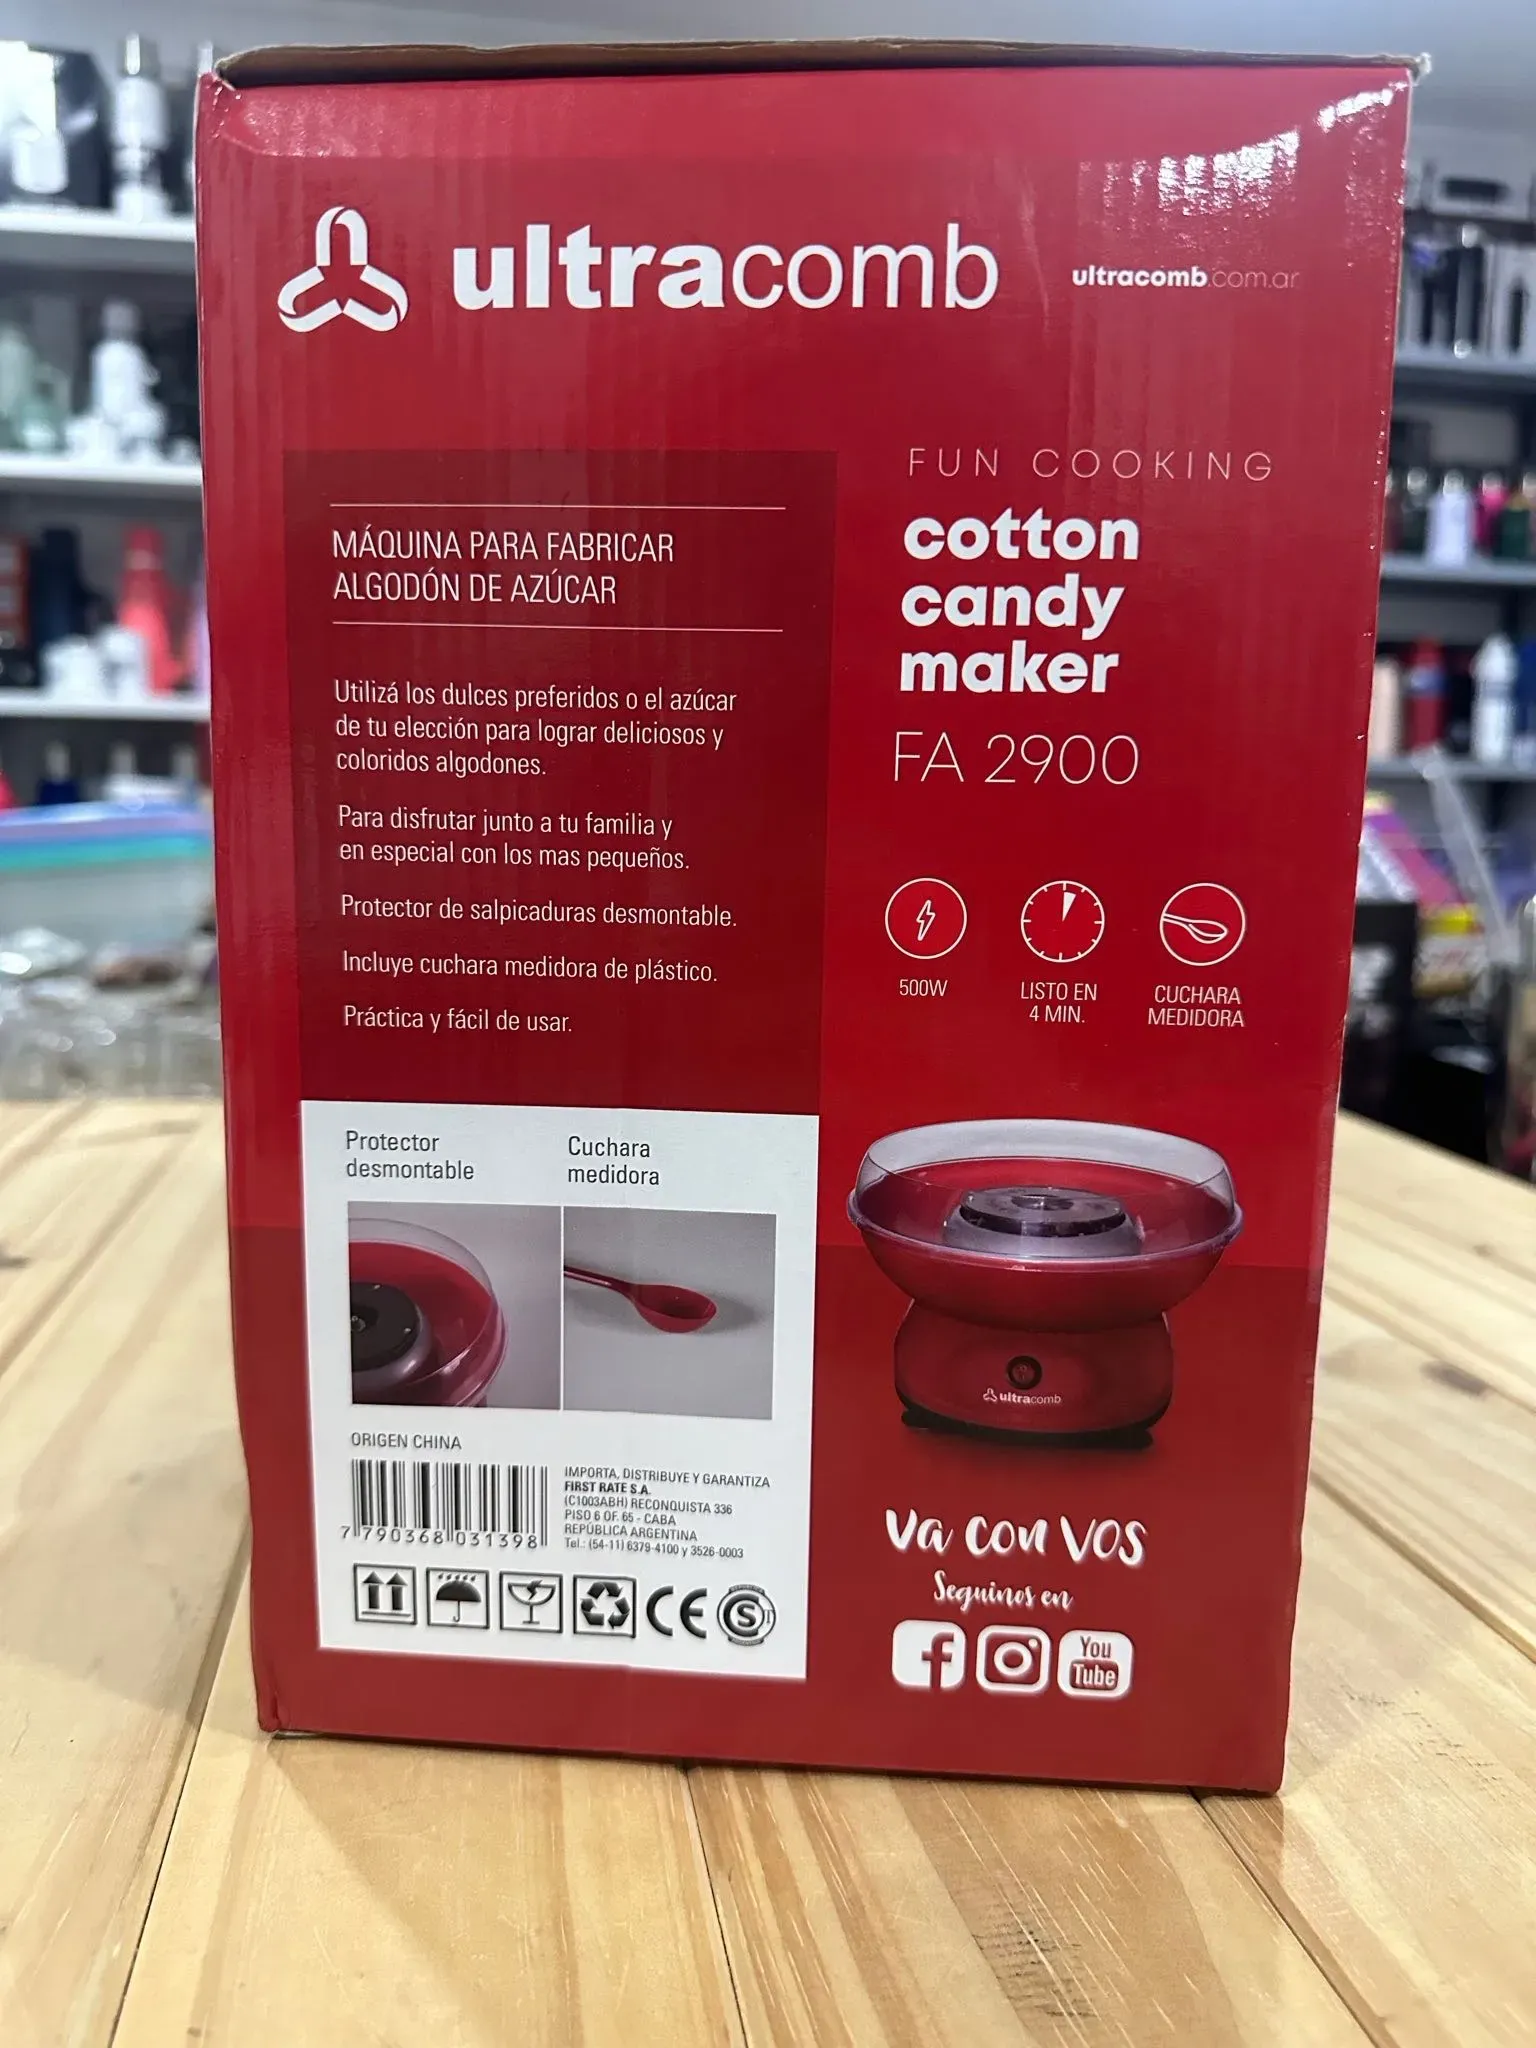 ultracomb
ultracomb.com.ar
MÁQUINA PARA FABRICAR
ALGODÓN DE AZÚCAR
Utilizá los dulces preferidos o el azúcar
de tu elección para lograr deliciosos y
coloridos algodones.
Para disfrutar junto a tu familia y
en especial con los mas pequeños.
Protector de salpicaduras desmontable.
Incluye cuchara medidora de plástico.
Práctica y fácil de usar.
FUN COOKING
cotton
candy
maker
FA 2900
500W
LISTO EN
4 MIN.
CUCHARA
MEDIDORA
Protector
desmontable
Cuchara
medidora
ultracomb
ORIGEN CHINA
7 790368 031398
IMPORTA, DISTRIBUYE Y GARANTIZA
FIRST RATE S.A.
(C1003ABH) RECONQUISTA 336
PISO 6 OF. 65 - CABA
REPÚBLICA ARGENTINA
Tel.: (54-11) 6379-4100 y 3526-0003
CE
S
Va con vos
Seguinos en
f
You
Tube